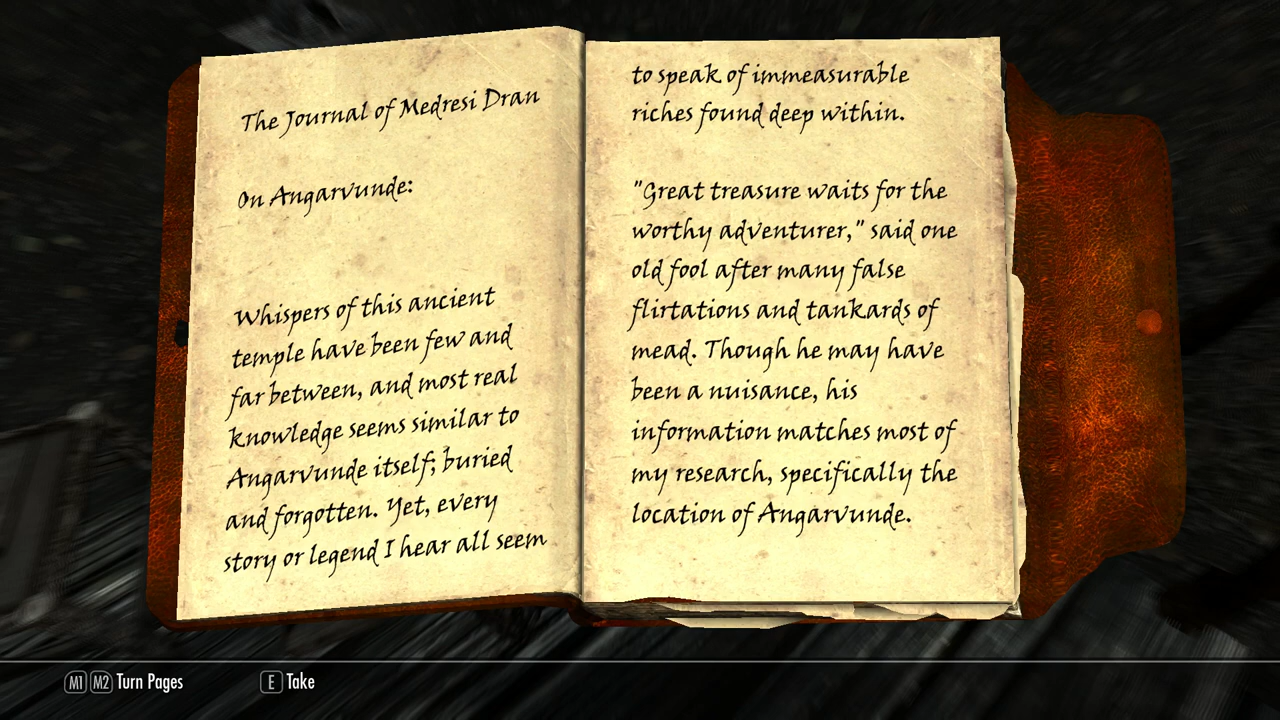 The Journal of Medresi Dran
On Angarvunde:
Whispers of this ancient
temple have been few and
far between, and most real
knowledge seems similar to
Angarvunde itself; buried
and forgotten. Yet, every
story or legend I hear all seem
to speak of immeasurable
riches found deep within.
"Great treasure waits for the
worthy adventurer," said one
old fool after many false
flirtations and tankards of
mead. Though he may have
been a nuisance, his
information matches most of
my research, specifically the
location of Angarvunde.
M1 M2 Turn Pages
E Take